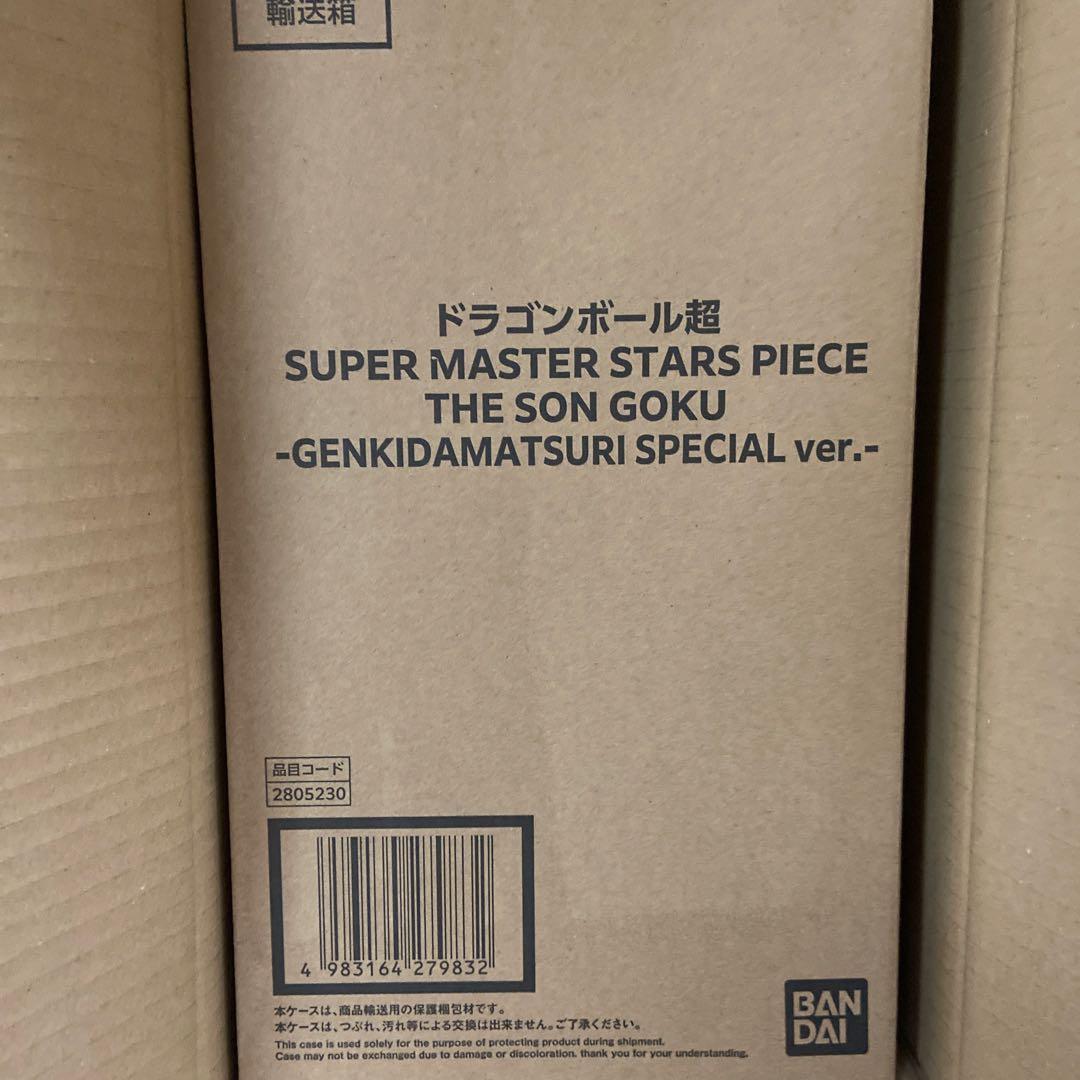 輸送箱
ドラゴンボール超
SUPER MASTER STARS PIECE
THE SON GOKU
-GENKIDAMATSURI SPECIAL ver.-
品目コード
2805230
4 983164 279832
本ケースは、商品輸送用の保護梱包材です。
本ケースは、つぶれ、汚れ等による交換は出来ません。ご了承ください。
This case is used solely for the purpose of protecting product during shipment.
Case may not be exchanged due to damage or discoloration. thank you for your understanding.
BAN
DAI